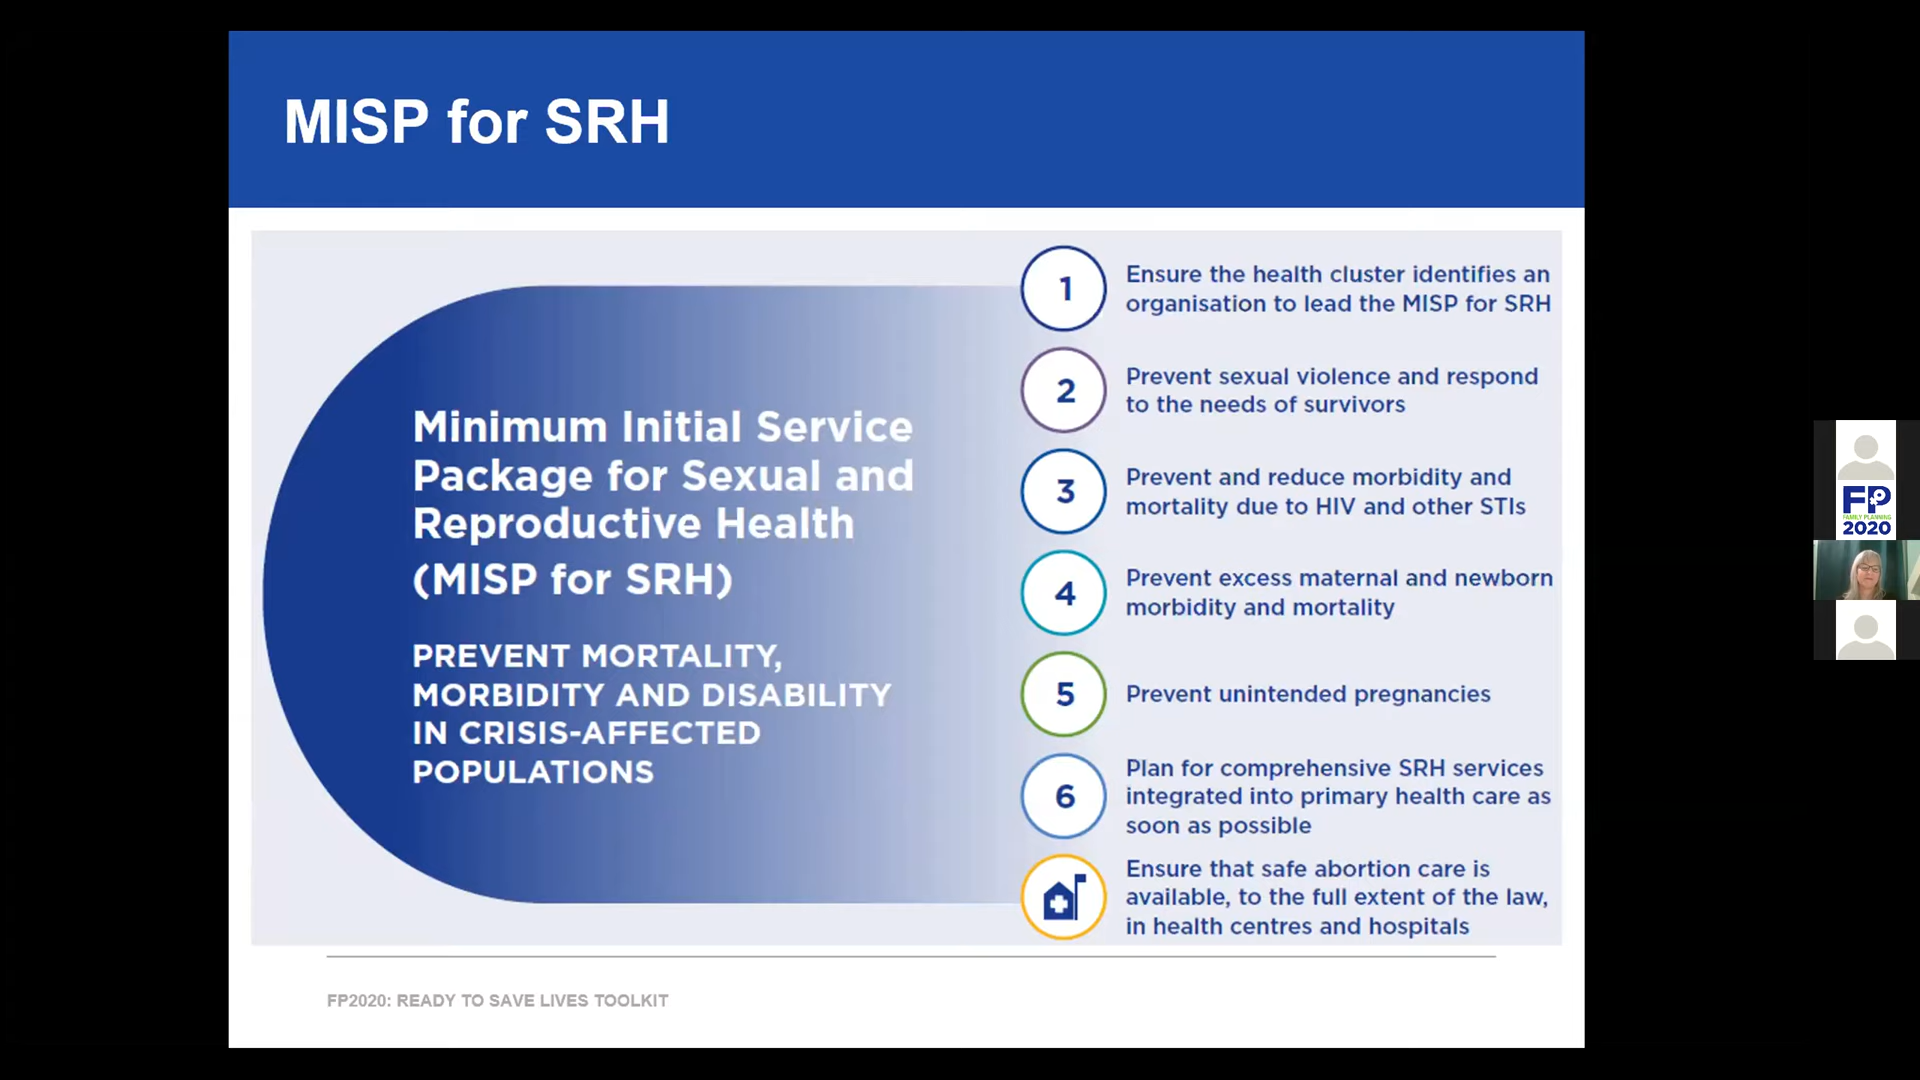 MISP for SRH
Minimum Initial Service
Package for Sexual and
Reproductive Health
(MISP for SRH)
PREVENT MORTALITY,
MORBIDITY AND DISABILITY
IN CRISIS-AFFECTED
POPULATIONS
1
Ensure the health cluster identifies an
organisation to lead the MISP for SRH
2
Prevent sexual violence and respond
to the needs of survivors
3
Prevent and reduce morbidity and
mortality due to HIV and other STIs
4
Prevent excess maternal and newborn
morbidity and mortality
5
Prevent unintended pregnancies
6
Plan for comprehensive SRH services
integrated into primary health care as
soon as possible
Ensure that safe abortion care is
available, to the full extent of the law,
in health centres and hospitals
FP2020: READY TO SAVE LIVES TOOLKIT
FP
FAMILY PLANNING
2020